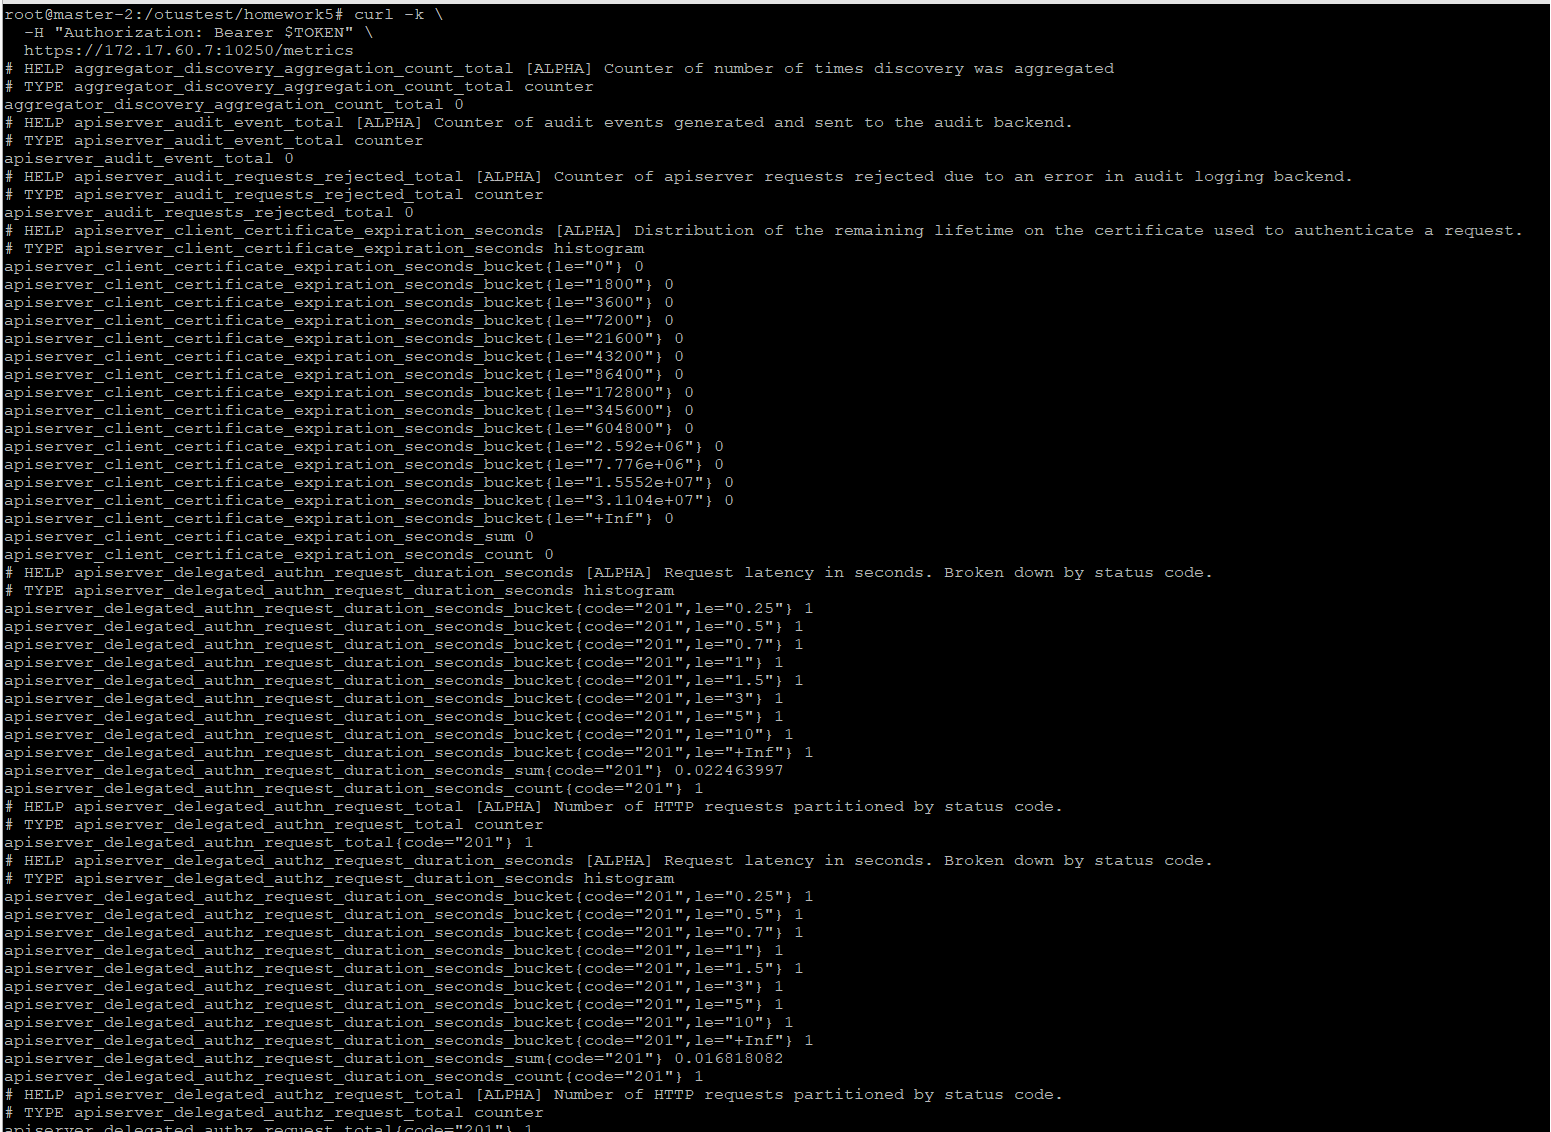 root@master-2:/otustest/homework5# curl -k \
  -H "Authorization: Bearer $TOKEN" \
  https://172.17.60.7:10250/metrics
# HELP aggregator_discovery_aggregation_count_total [ALPHA] Counter of number of times discovery was aggregated
# TYPE aggregator_discovery_aggregation_count_total counter
aggregator_discovery_aggregation_count_total 0
# HELP apiserver_audit_event_total [ALPHA] Counter of audit events generated and sent to the audit backend.
# TYPE apiserver_audit_event_total counter
apiserver_audit_event_total 0
# HELP apiserver_audit_requests_rejected_total [ALPHA] Counter of apiserver requests rejected due to an error in audit logging backend.
# TYPE apiserver_audit_requests_rejected_total counter
apiserver_audit_requests_rejected_total 0
# HELP apiserver_client_certificate_expiration_seconds [ALPHA] Distribution of the remaining lifetime on the certificate used to authenticate a request.
# TYPE apiserver_client_certificate_expiration_seconds histogram
apiserver_client_certificate_expiration_seconds_bucket{le="0"} 0
apiserver_client_certificate_expiration_seconds_bucket{le="1800"} 0
apiserver_client_certificate_expiration_seconds_bucket{le="3600"} 0
apiserver_client_certificate_expiration_seconds_bucket{le="7200"} 0
apiserver_client_certificate_expiration_seconds_bucket{le="21600"} 0
apiserver_client_certificate_expiration_seconds_bucket{le="43200"} 0
apiserver_client_certificate_expiration_seconds_bucket{le="86400"} 0
apiserver_client_certificate_expiration_seconds_bucket{le="172800"} 0
apiserver_client_certificate_expiration_seconds_bucket{le="345600"} 0
apiserver_client_certificate_expiration_seconds_bucket{le="604800"} 0
apiserver_client_certificate_expiration_seconds_bucket{le="2.592e+06"} 0
apiserver_client_certificate_expiration_seconds_bucket{le="7.776e+06"} 0
apiserver_client_certificate_expiration_seconds_bucket{le="1.5552e+07"} 0
apiserver_client_certificate_expiration_seconds_bucket{le="3.1104e+07"} 0
apiserver_client_certificate_expiration_seconds_bucket{le="+Inf"} 0
apiserver_client_certificate_expiration_seconds_sum 0
apiserver_client_certificate_expiration_seconds_count 0
# HELP apiserver_delegated_authn_request_duration_seconds [ALPHA] Request latency in seconds. Broken down by status code.
# TYPE apiserver_delegated_authn_request_duration_seconds histogram
apiserver_delegated_authn_request_duration_seconds_bucket{code="201",le="0.25"} 1
apiserver_delegated_authn_request_duration_seconds_bucket{code="201",le="0.5"} 1
apiserver_delegated_authn_request_duration_seconds_bucket{code="201",le="0.7"} 1
apiserver_delegated_authn_request_duration_seconds_bucket{code="201",le="1"} 1
apiserver_delegated_authn_request_duration_seconds_bucket{code="201",le="1.5"} 1
apiserver_delegated_authn_request_duration_seconds_bucket{code="201",le="3"} 1
apiserver_delegated_authn_request_duration_seconds_bucket{code="201",le="5"} 1
apiserver_delegated_authn_request_duration_seconds_bucket{code="201",le="10"} 1
apiserver_delegated_authn_request_duration_seconds_bucket{code="201",le="+Inf"} 1
apiserver_delegated_authn_request_duration_seconds_sum{code="201"} 0.022463997
apiserver_delegated_authn_request_duration_seconds_count{code="201"} 1
# HELP apiserver_delegated_authn_request_total [ALPHA] Number of HTTP requests partitioned by status code.
# TYPE apiserver_delegated_authn_request_total counter
apiserver_delegated_authn_request_total{code="201"} 1
# HELP apiserver_delegated_authz_request_duration_seconds [ALPHA] Request latency in seconds. Broken down by status code.
# TYPE apiserver_delegated_authz_request_duration_seconds histogram
apiserver_delegated_authz_request_duration_seconds_bucket{code="201",le="0.25"} 1
apiserver_delegated_authz_request_duration_seconds_bucket{code="201",le="0.5"} 1
apiserver_delegated_authz_request_duration_seconds_bucket{code="201",le="0.7"} 1
apiserver_delegated_authz_request_duration_seconds_bucket{code="201",le="1"} 1
apiserver_delegated_authz_request_duration_seconds_bucket{code="201",le="1.5"} 1
apiserver_delegated_authz_request_duration_seconds_bucket{code="201",le="3"} 1
apiserver_delegated_authz_request_duration_seconds_bucket{code="201",le="5"} 1
apiserver_delegated_authz_request_duration_seconds_bucket{code="201",le="10"} 1
apiserver_delegated_authz_request_duration_seconds_bucket{code="201",le="+Inf"} 1
apiserver_delegated_authz_request_duration_seconds_sum{code="201"} 0.016818082
apiserver_delegated_authz_request_duration_seconds_count{code="201"} 1
# HELP apiserver_delegated_authz_request_total [ALPHA] Number of HTTP requests partitioned by status code.
# TYPE apiserver_delegated_authz_request_total counter
apiserver_delegated_authz_request_total{code="201"} 1